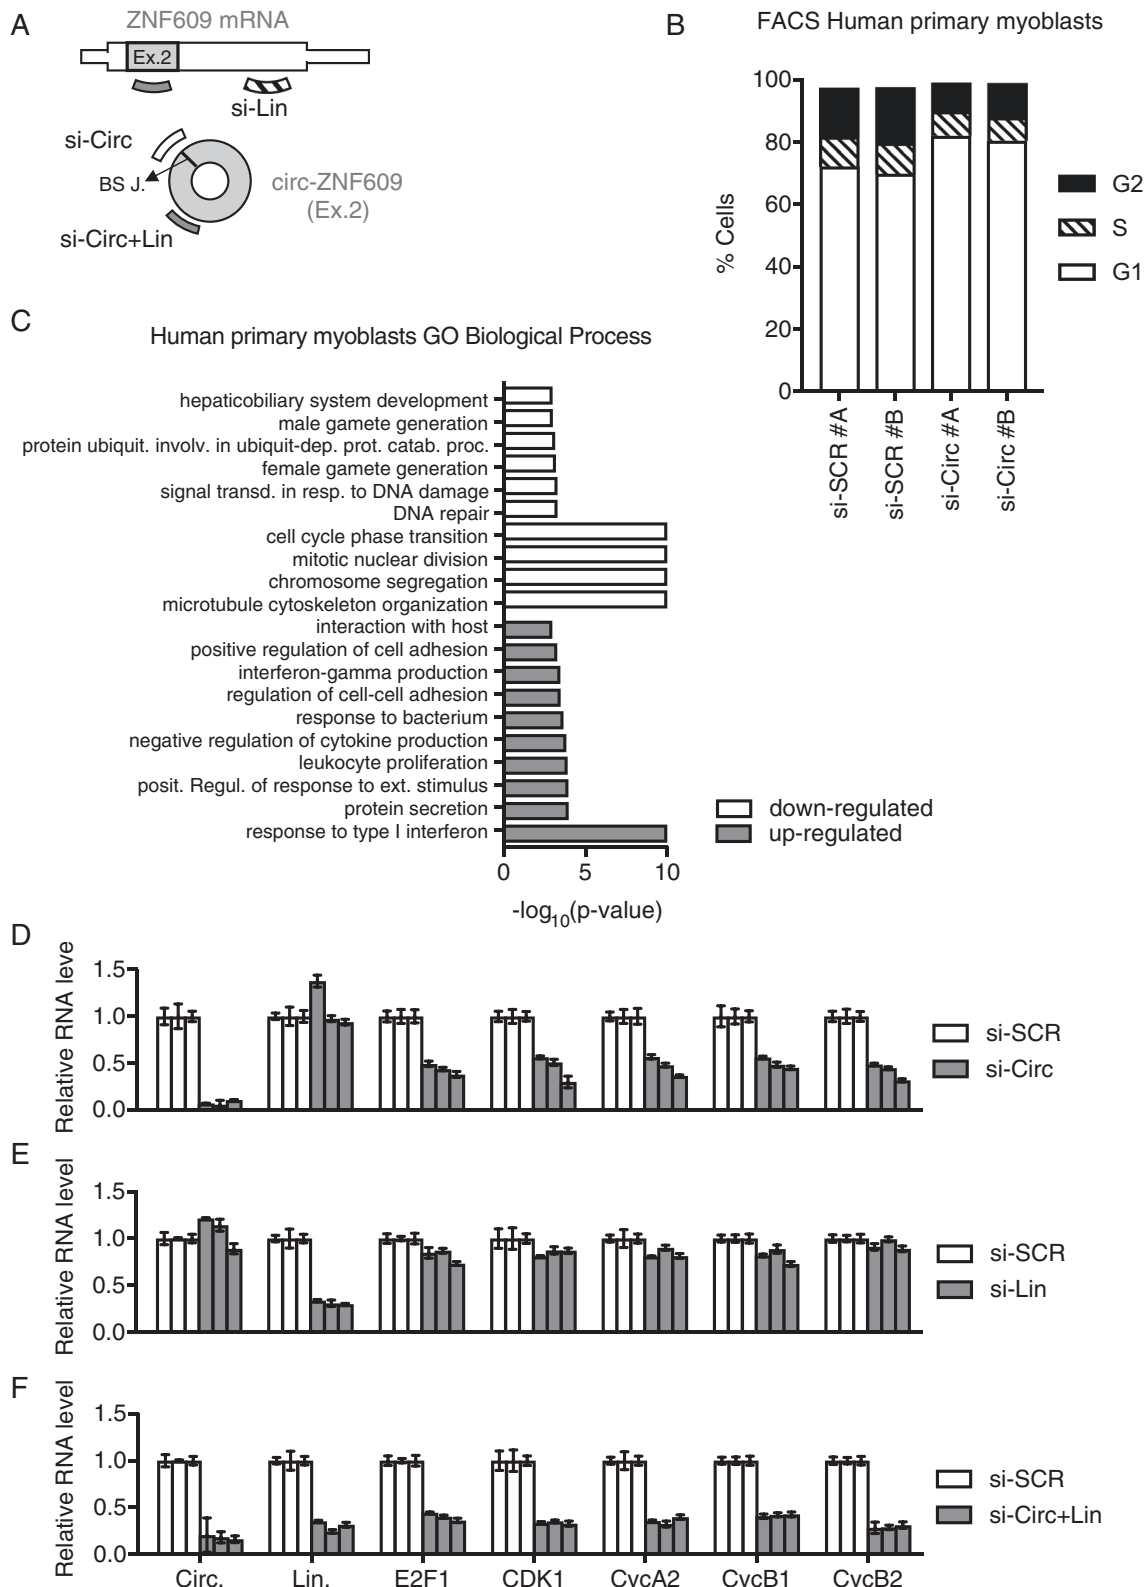 A
ZNF609 mRNA
Ex.2
si-Lin
si-Circ
BS J.
circ-ZNF609
(Ex.2)
si-Circ+Lin
B
FACS Human primary myoblasts
% Cells
100
80
60
40
20
0
si-SCR #A
si-SCR #B
si-Circ #A
si-Circ #B
G2
S
G1
C
Human primary myoblasts GO Biological Process
hepaticobiliary system development
male gamete generation
protein ubiquit. involv. in ubiquit-dep. prot. catab. proc.
female gamete generation
signal transd. in resp. to DNA damage
DNA repair
cell cycle phase transition
mitotic nuclear division
chromosome segregation
microtubule cytoskeleton organization
interaction with host
positive regulation of cell adhesion
interferon-gamma production
regulation of cell-cell adhesion
response to bacterium
negative regulation of cytokine production
leukocyte proliferation
posit. Regul. of response to ext. stimulus
protein secretion
response to type I interferon
0 5 10
-log10(p-value)
down-regulated
up-regulated
D
Relative RNA leve
1.5
1.0
0.5
0.0
si-SCR
si-Circ
E
Relative RNA level
1.5
1.0
0.5
0.0
si-SCR
si-Lin
F
Relative RNA level
1.5
1.0
0.5
0.0
si-SCR
si-Circ+Lin
Circ. Lin. E2F1 CDK1 CycA2 CycB1 CycB2